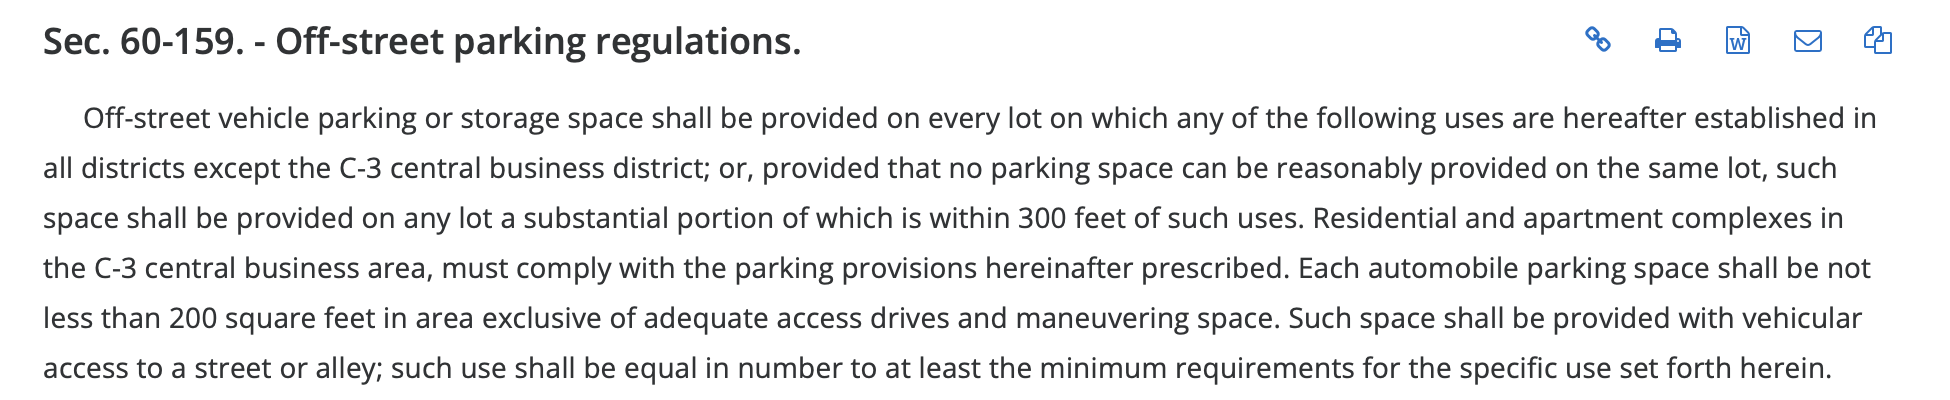 Sec. 60-159. - Off-street parking regulations.
W
Off-street vehicle parking or storage space shall be provided on every lot on which any of the following uses are hereafter established in
all districts except the C-3 central business district; or, provided that no parking space can be reasonably provided on the same lot, such
space shall be provided on any lot a substantial portion of which is within 300 feet of such uses. Residential and apartment complexes in
the C-3 central business area, must comply with the parking provisions hereinafter prescribed. Each automobile parking space shall be not
less than 200 square feet in area exclusive of adequate access drives and maneuvering space. Such space shall be provided with vehicular
access to a street or alley; such use shall be equal in number to at least the minimum requirements for the specific use set forth herein.